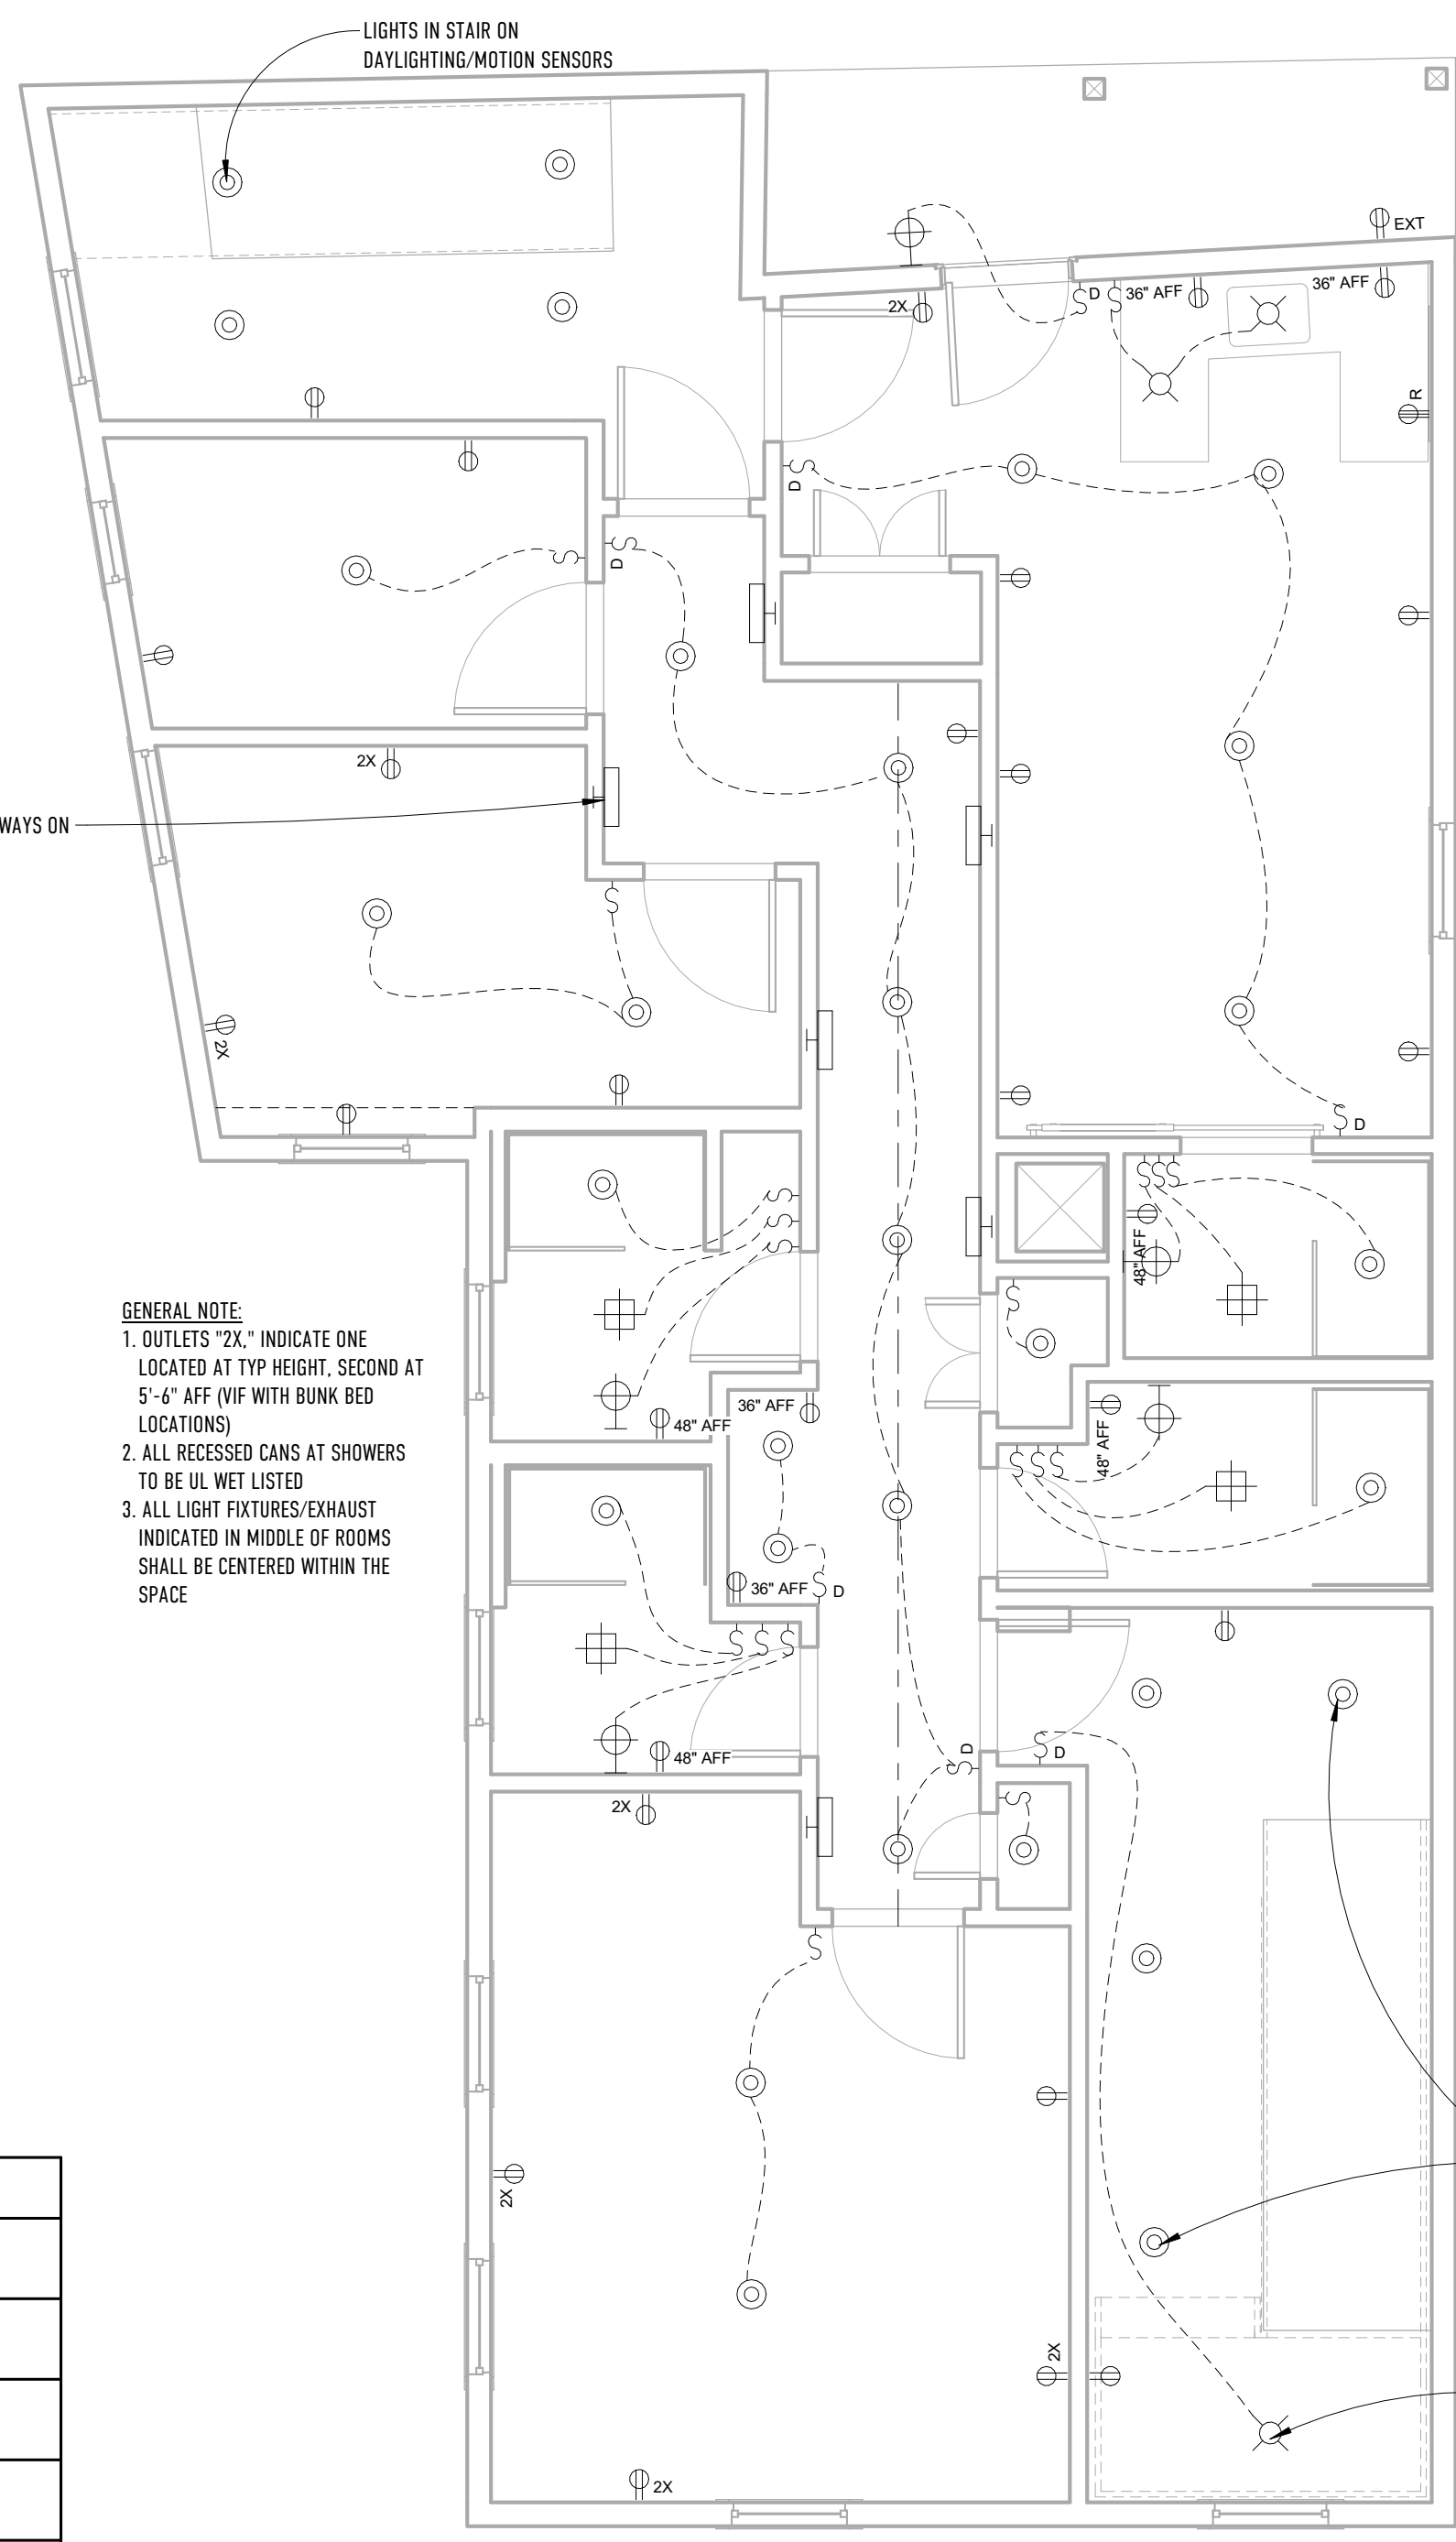 LIGHTS IN STAIR ON
DAYLIGHTING/MOTION SENSORS
EXT
D
36" AFF
36" AFF
2X
R
D
D
2X
WAYS ON
2X
D
48" AFF
GENERAL NOTE:
1. OUTLETS "2X," INDICATE ONE
LOCATED AT TYP HEIGHT, SECOND AT
5'-6" AFF (VIF WITH BUNK BED
LOCATIONS)
2. ALL RECESSED CANS AT SHOWERS
TO BE UL WET LISTED
3. ALL LIGHT FIXTURES/EXHAUST
INDICATED IN MIDDLE OF ROOMS
SHALL BE CENTERED WITHIN THE
SPACE
36" AFF
48" AFF
48" AFF
36" AFF
D
D
D
48" AFF
2X
2X
2X
2X